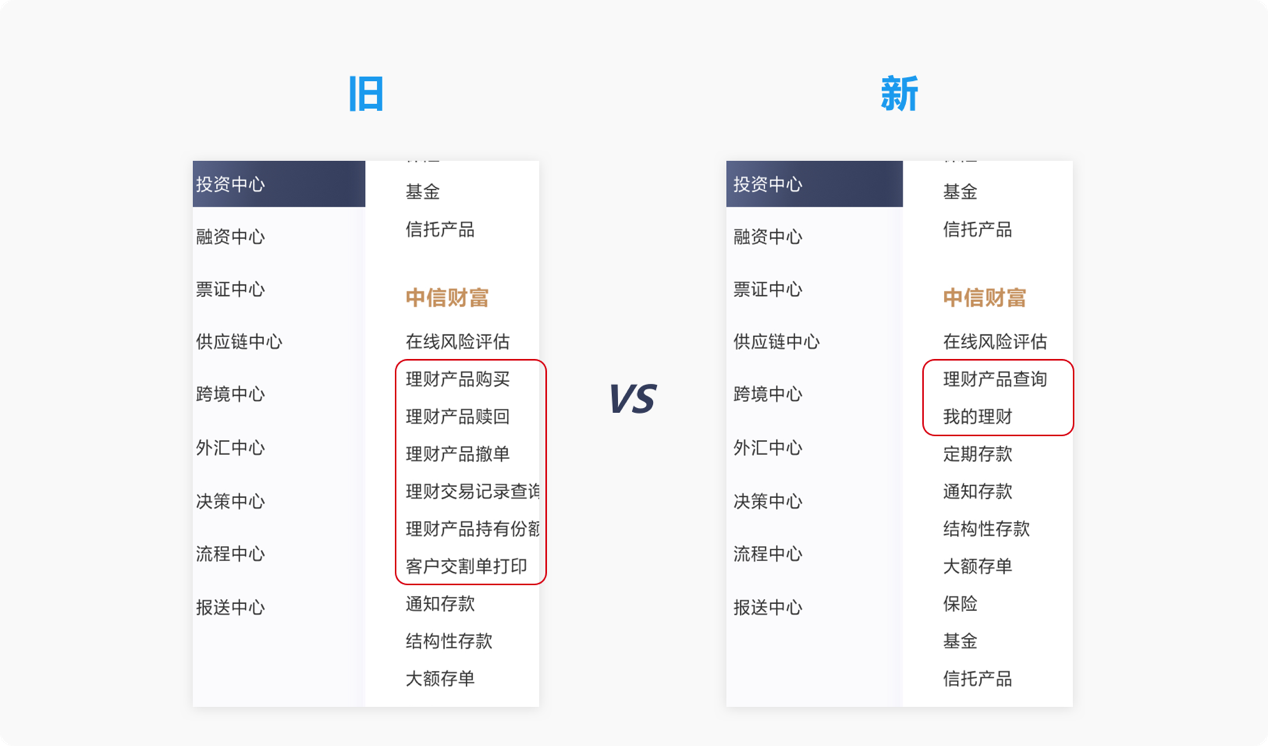 旧
投资中心
融资中心
票证中心
供应链中心
跨境中心
外汇中心
决策中心
流程中心
报送中心
基金
信托产品
中信财富
在线风险评估
理财产品购买
理财产品赎回
理财产品撤单
理财交易记录查询
理财产品持有份额
客户交割单打印
通知存款
结构性存款
大额存单
VS
新
投资中心
融资中心
票证中心
供应链中心
跨境中心
外汇中心
决策中心
流程中心
报送中心
基金
信托产品
中信财富
在线风险评估
理财产品查询
我的理财
定期存款
通知存款
结构性存款
大额存单
保险
基金
信托产品